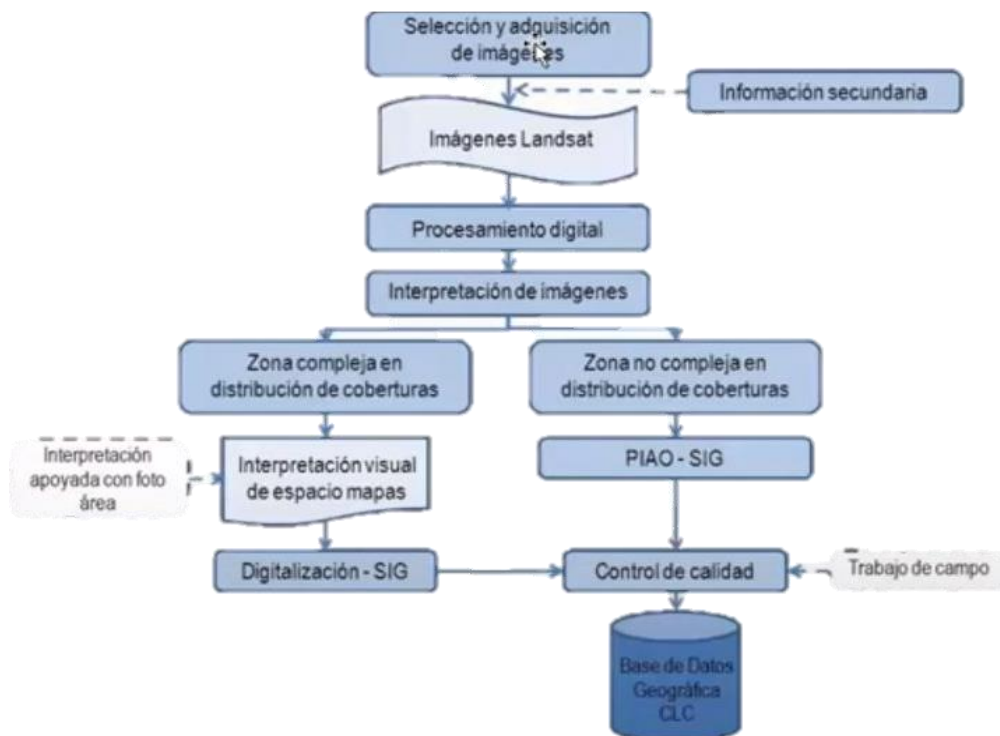 Selección y adquisición
de imágenes
Información secundaria
Imágenes Landsat
Procesamiento digital
Interpretación de imágenes
Zona compleja en
distribución de coberturas
Zona no compleja en
distribución de coberturas
Interpretación
apoyada con foto
área
Interpretación visual
de espacio mapas
PIAO - SIG
Digitalización - SIG
Control de calidad
Trabajo de campo
Base de Datos
Geográfica
CLC